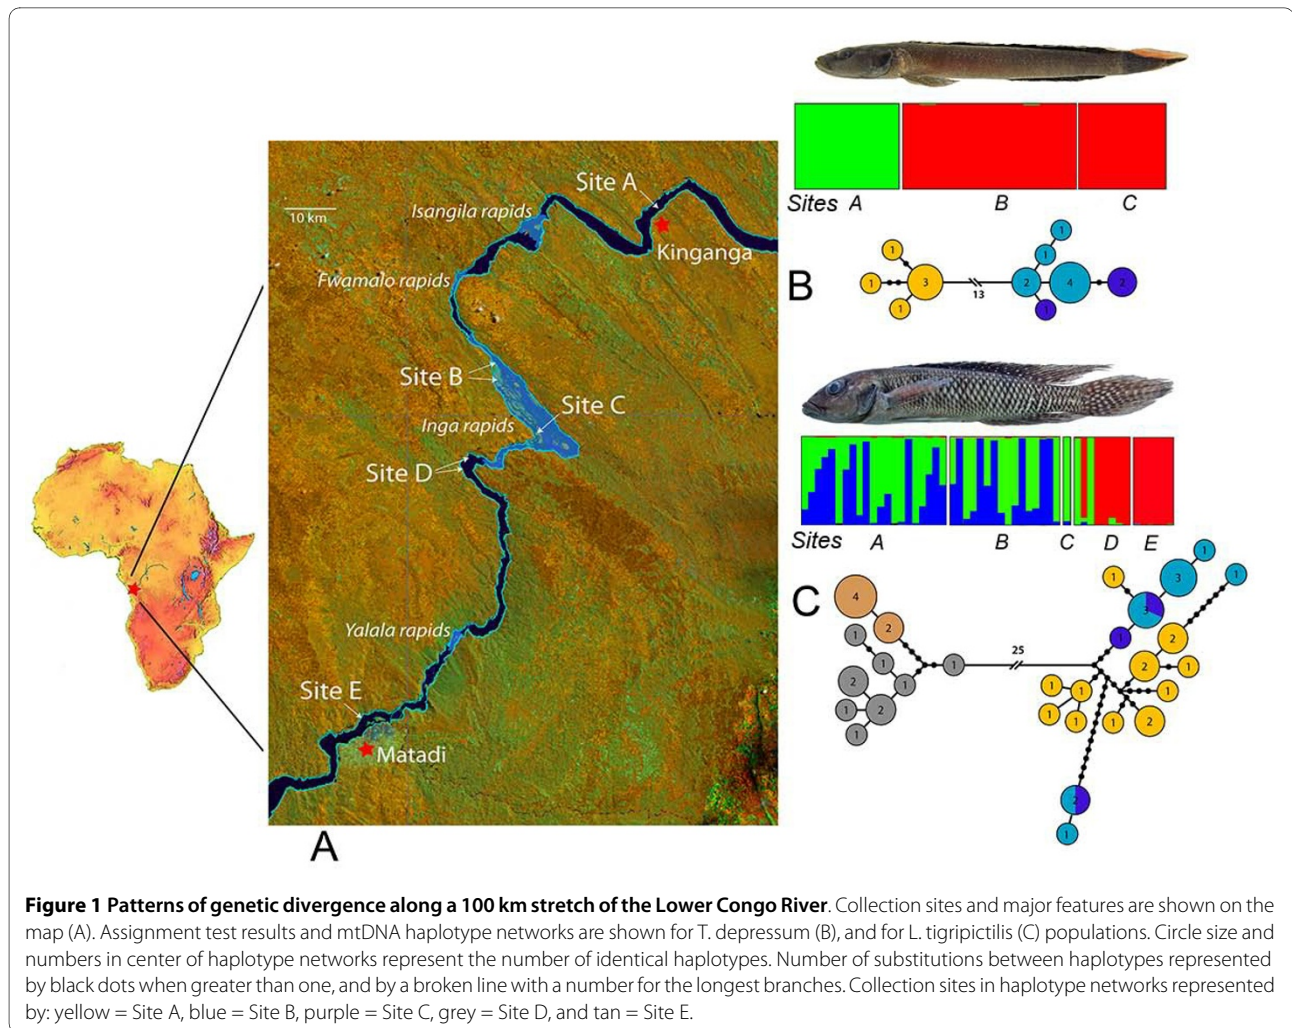 Site A
Isangila rapids
10 km
Kinganga
Fwamalo rapids
Site B
Site C
Inga rapids
Site D
Yalala rapids
Site E
Matadi
A
Sites A B C
1
1
1
3
1
13
1
1
2
4
2
1
B
Sites A B C D E
C
4
2
1
1
1
2
1
1
2
1
25
1
3
1
1
3
1
2
2
1
1
1
1
1
1
1
2
2
1
Figure 1 Patterns of genetic divergence along a 100 km stretch of the Lower Congo River. Collection sites and major features are shown on the
map (A). Assignment test results and mtDNA haplotype networks are shown for T. depressum (B), and for L. tigripictilis (C) populations. Circle size and
numbers in center of haplotype networks represent the number of identical haplotypes. Number of substitutions between haplotypes represented
by black dots when greater than one, and by a broken line with a number for the longest branches. Collection sites in haplotype networks represented
by: yellow = Site A, blue = Site B, purple = Site C, grey = Site D, and tan = Site E.